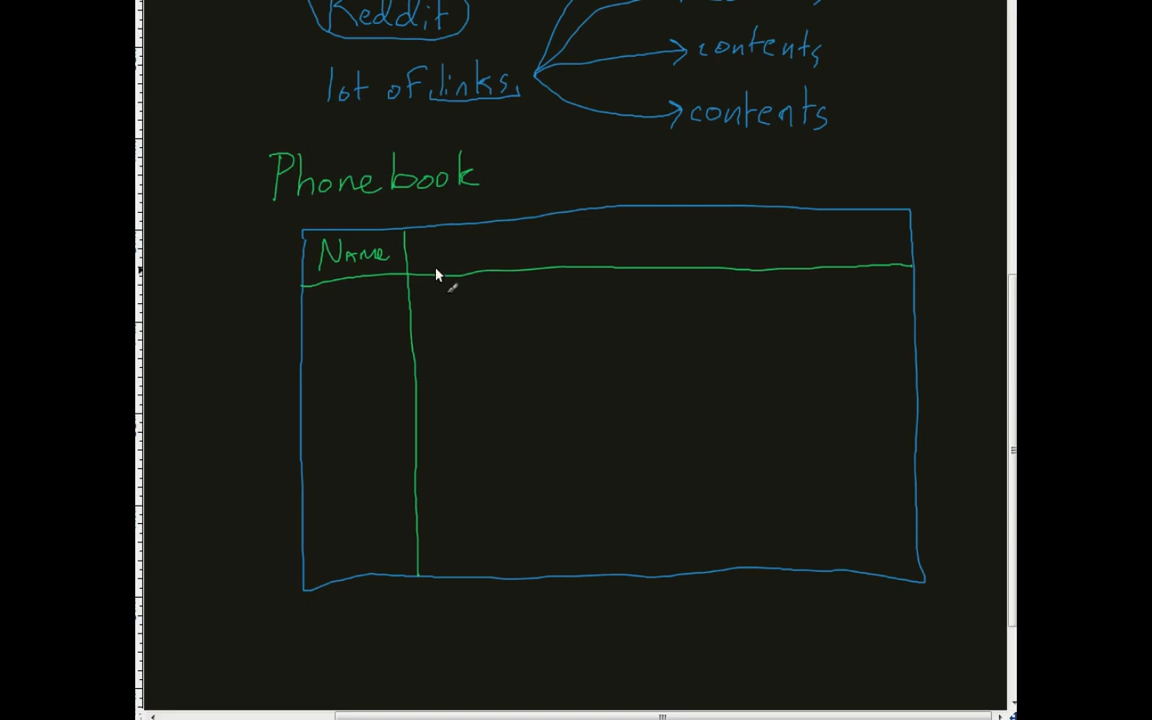 Reddit
lot of links
contents
contents
Phonebook
Name